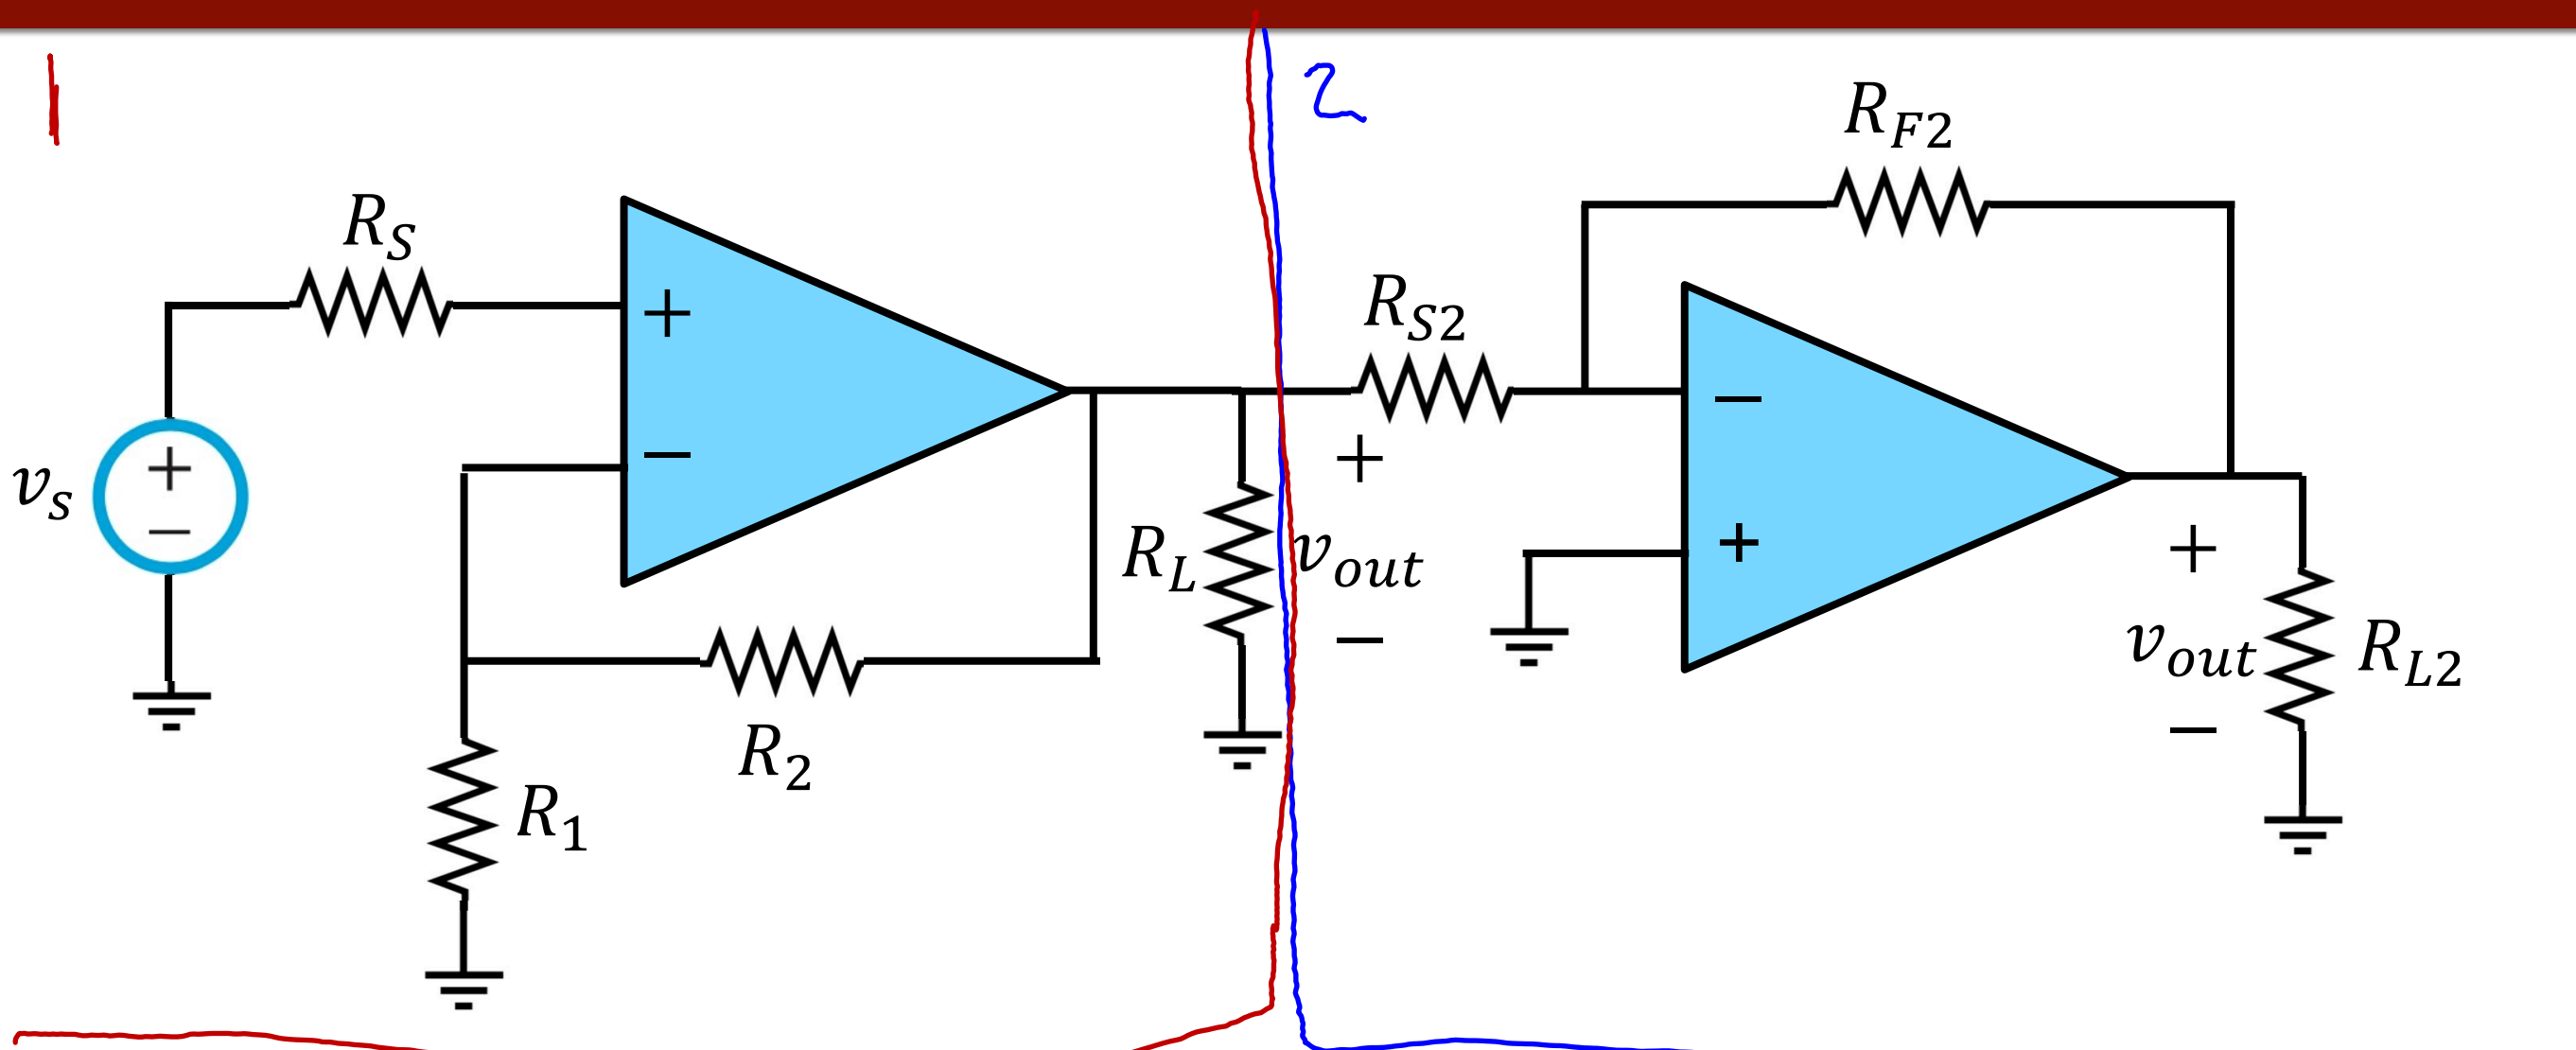 1
2
R_F2
R_S
+
R_S2
−
+
−
+
v_s
+
−
R_L
v_out
−
+
+
v_out
−
R_L2
R_2
R_1